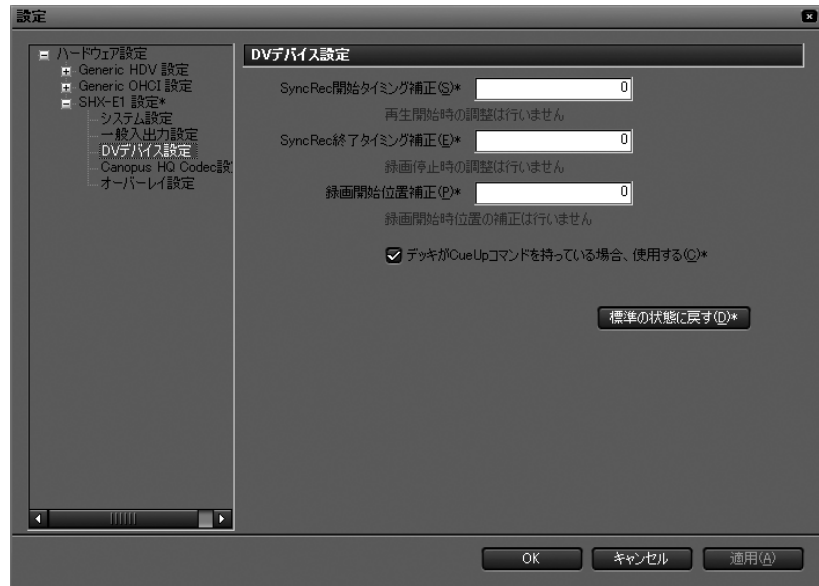 設定
ハードウェア設定
Generic HDV 設定
Generic OHCI 設定
SHX-E1 設定*
システム設定
一般入出力設定
DVデバイス設定
Canopus HQ Codec設
オーバーレイ設定
DVデバイス設定
SyncRec開始タイミング補正(S)* 0
再生開始時の調整は行いません
SyncRec終了タイミング補正(E)* 0
録画停止時の調整は行いません
録画開始位置補正(P)* 0
録画開始時位置の補正は行いません
デッキがCueUpコマンドを持っている場合、使用する(C)*
標準の状態に戻す(D)*
OK キャンセル 適用(A)